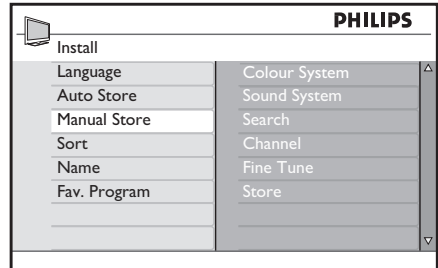 PHILIPS
Install
Language
Auto Store
Manual Store
Sort
Name
Fav. Program
Colour System
Sound System
Search
Channel
Fine Tune
Store